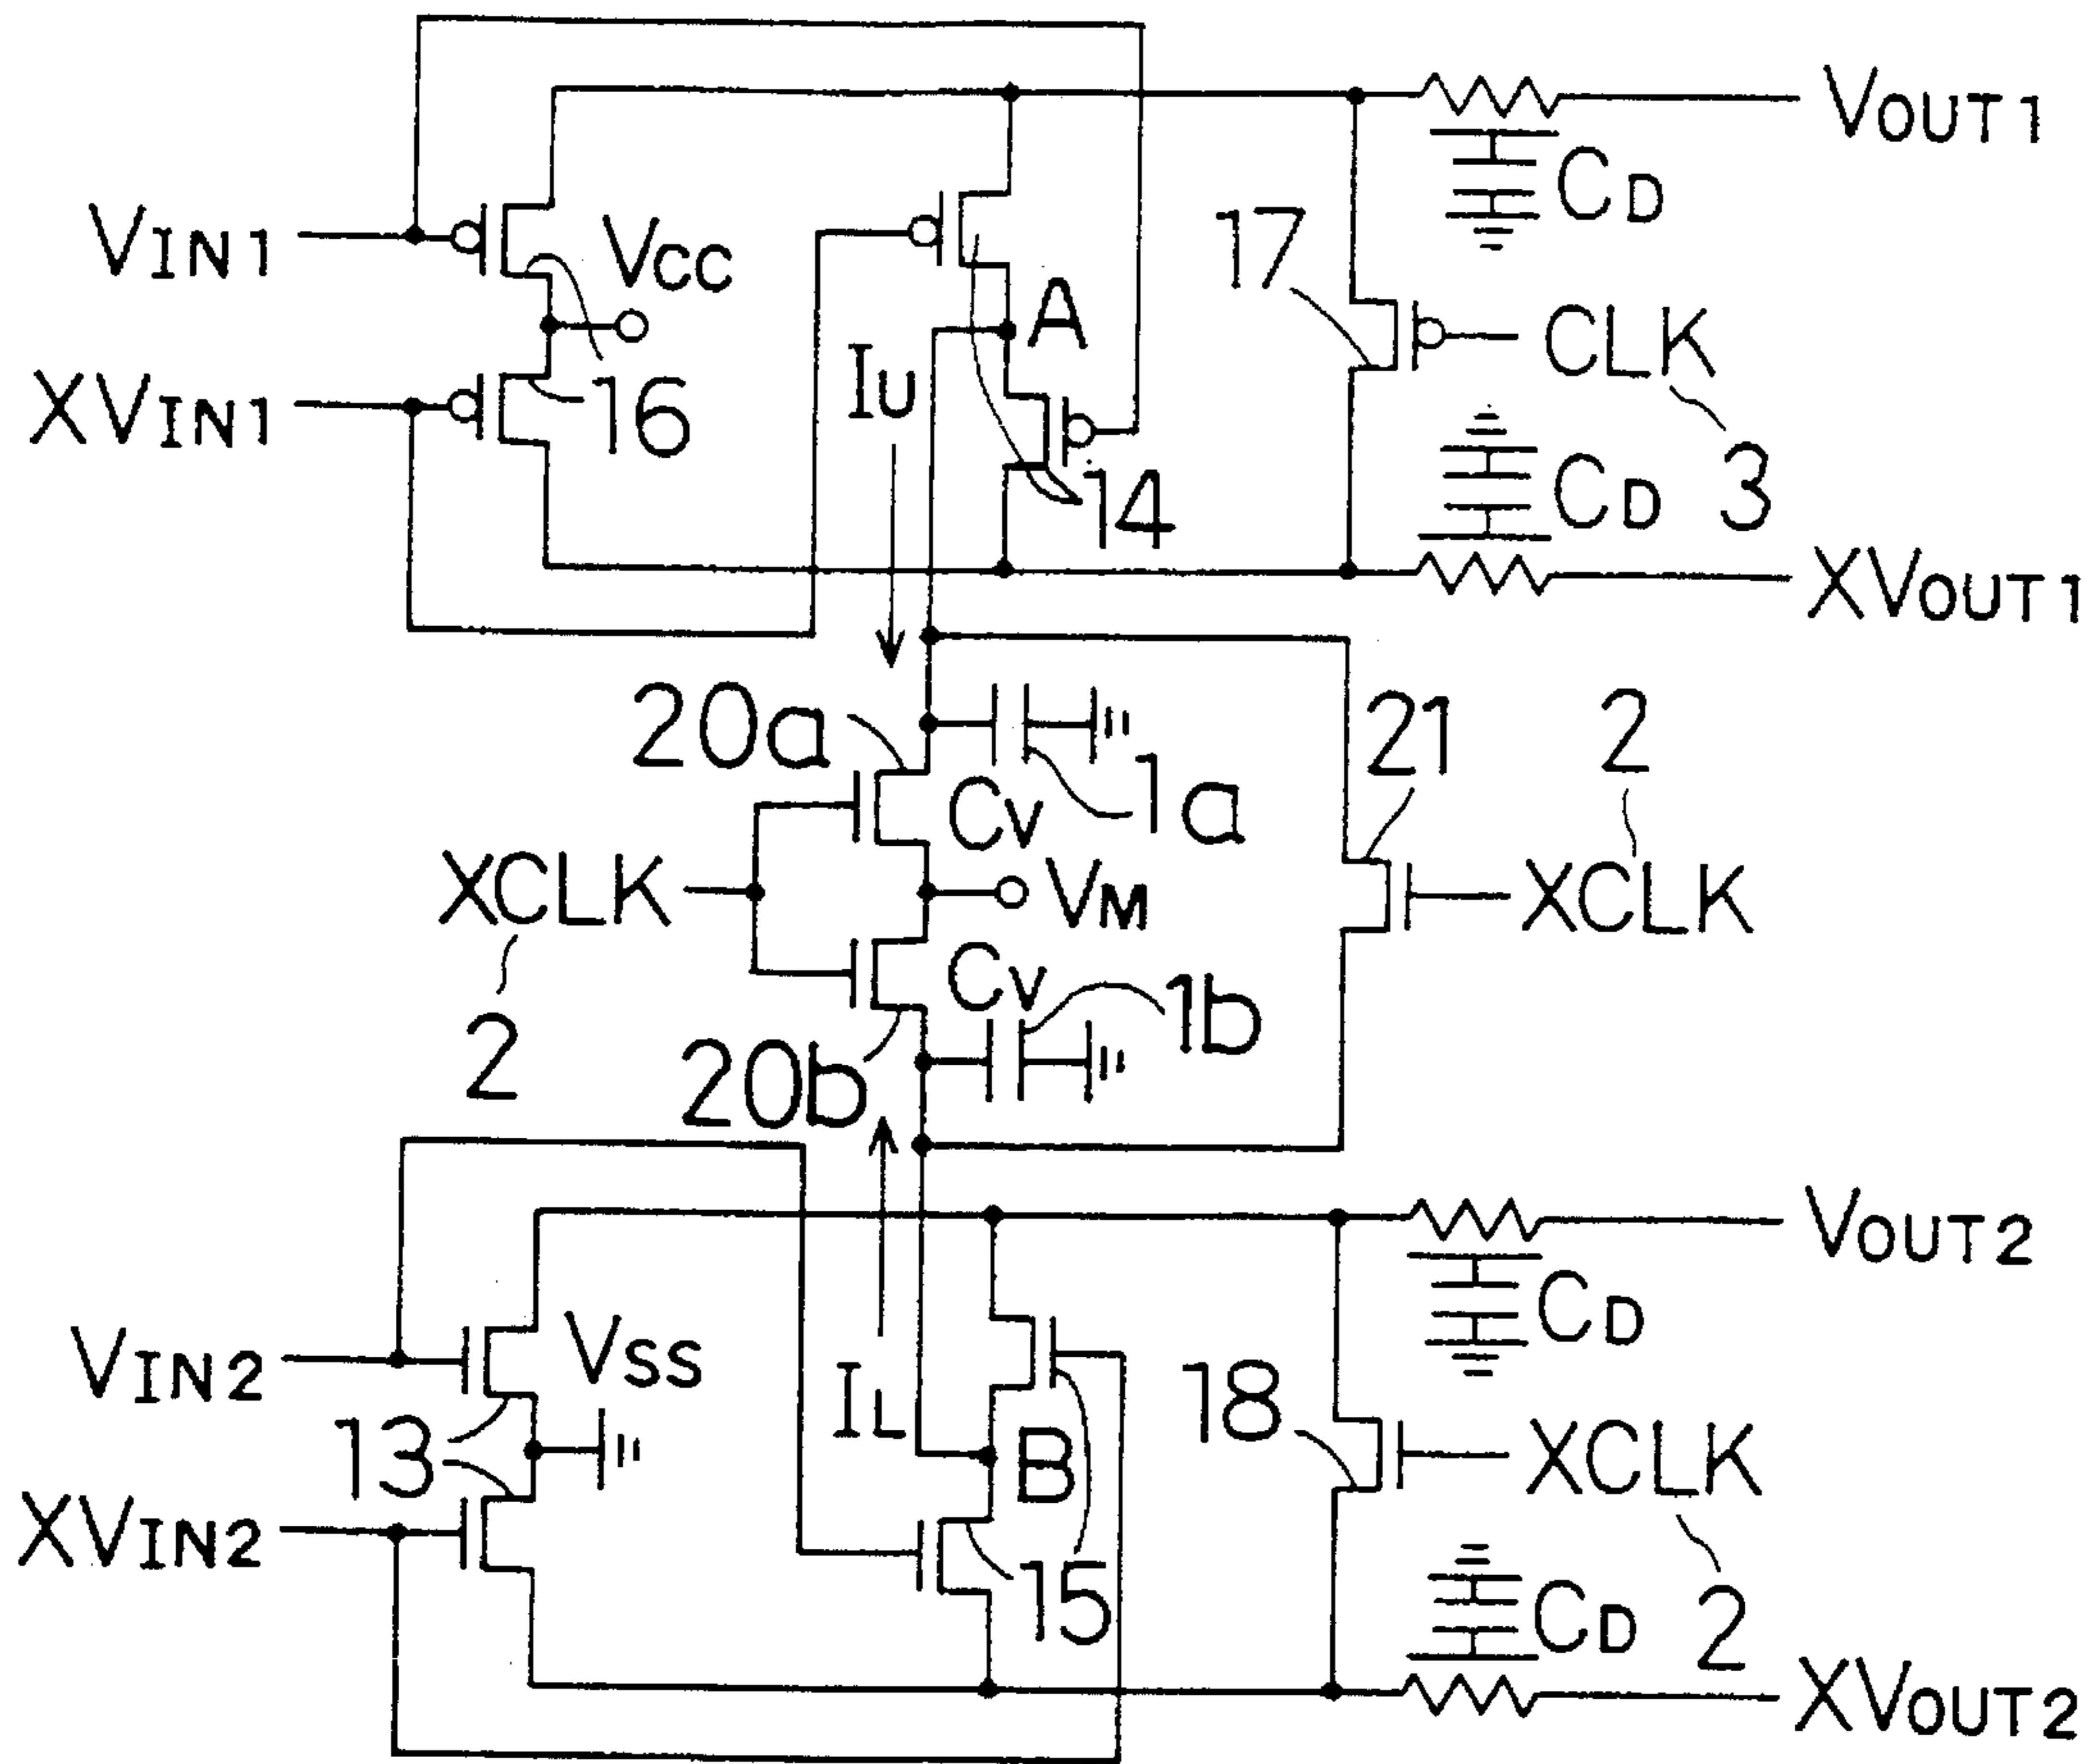 VOUT1
CD
VIN1
VCC
17
A
CLK
XVIN1
16
IU
14
CD
3
XVOUT1
20a
1a
21
2
CV
XCLK
VM
XCLK
CV
1b
2
20b
VOUT2
CD
VIN2
VSS
IL
18
13
B
XCLK
XVIN2
15
CD
2
XVOUT2